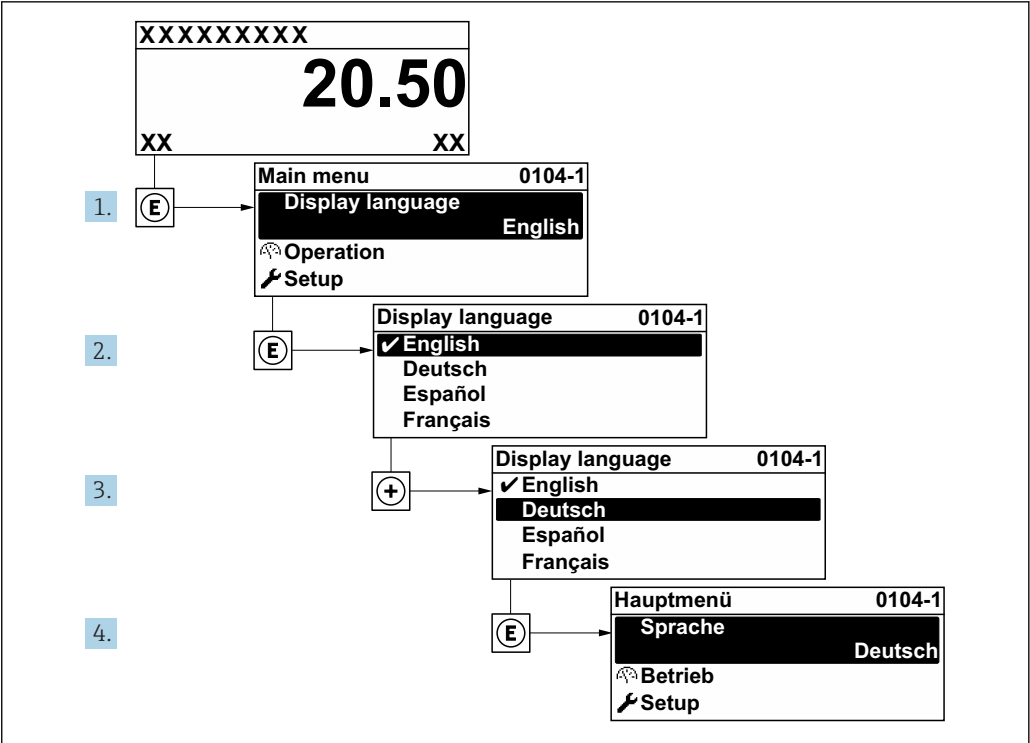 XXXXXXXXX
20.50
XX XX
1.
E
Main menu 0104-1
Display language
English
Operation
Setup
2.
E
Display language 0104-1
✔English
Deutsch
Español
Français
3.
+
Display language 0104-1
✔English
Deutsch
Español
Français
4.
E
Hauptmenü 0104-1
Sprache
Deutsch
Betrieb
Setup